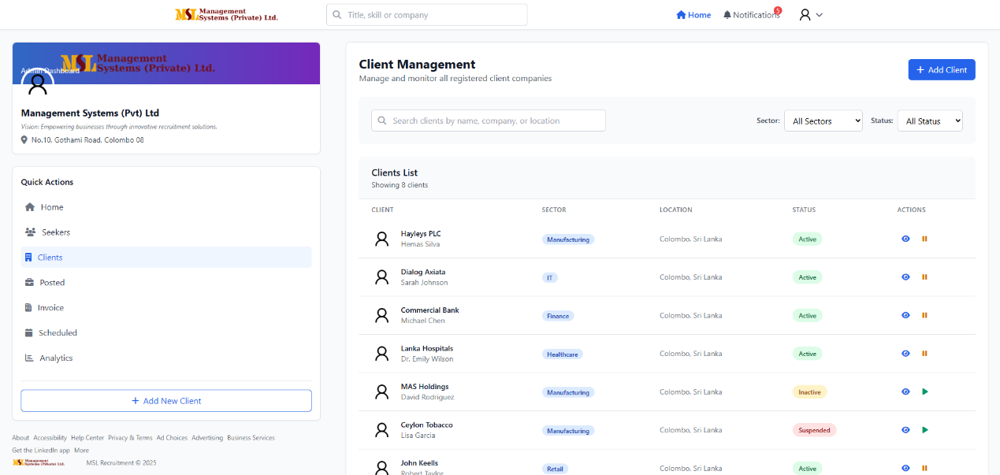 MSL Management
Systems (Private) Ltd.
Title, skill or company
Home
Notifications
5
Admin Dashboard
MSL Management
Systems (Private) Ltd.
Management Systems (Pvt) Ltd
Vision: Empowering businesses through innovative recruitment solutions.
No.10, Gothami Road, Colombo 08
Quick Actions
Home
Seekers
Clients
Posted
Invoice
Scheduled
Analytics
+ Add New Client
About Accessibility Help Center Privacy & Terms Ad Choices Advertising Business Services
Get the LinkedIn app More
MSL Management
Systems (Private) Ltd.
MSL Recruitment © 2025
Client Management
Manage and monitor all registered client companies
+ Add Client
Search clients by name, company, or location
Sector: All Sectors Status: All Status
Clients List
Showing 8 clients
CLIENT SECTOR LOCATION STATUS ACTIONS
Hayleys PLC
Hemas Silva
Manufacturing Colombo, Sri Lanka Active
Dialog Axiata
Sarah Johnson
IT Colombo, Sri Lanka Active
Commercial Bank
Michael Chen
Finance Colombo, Sri Lanka Active
Lanka Hospitals
Dr. Emily Wilson
Healthcare Colombo, Sri Lanka Active
MAS Holdings
David Rodriguez
Manufacturing Colombo, Sri Lanka Inactive
Ceylon Tobacco
Lisa Garcia
Manufacturing Colombo, Sri Lanka Suspended
John Keells
Robert Taylor
Retail Colombo, Sri Lanka Active